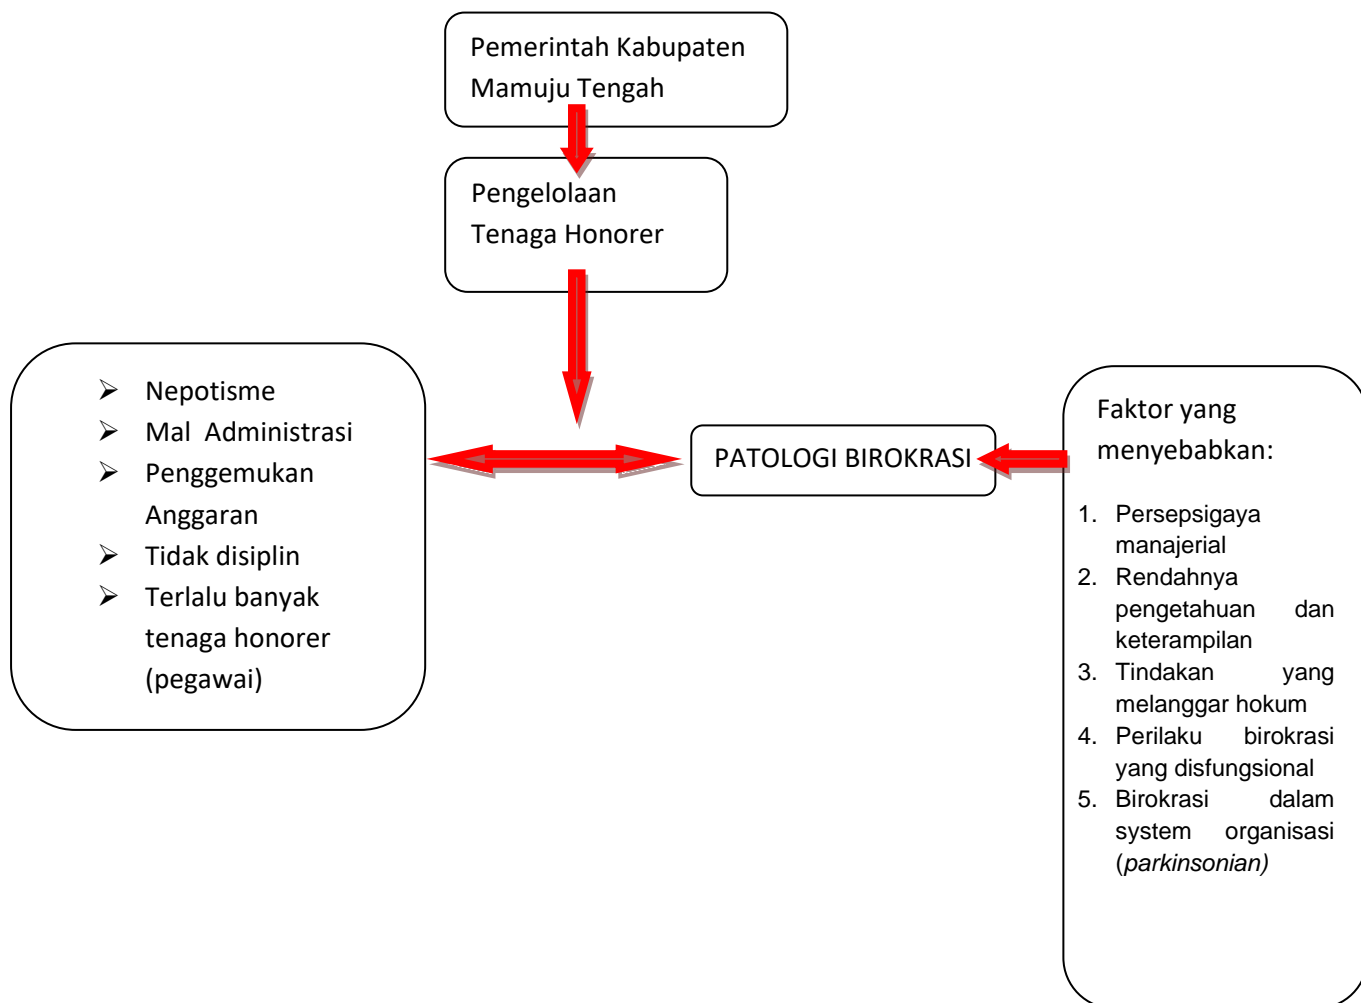 Pemerintah Kabupaten
Mamuju Tengah
Pengelolaan
Tenaga Honorer
➢ Nepotisme
➢ Mal Administrasi
➢ Penggemukan
Anggaran
➢ Tidak disiplin
➢ Terlalu banyak
tenaga honorer
(pegawai)
PATOLOGI BIROKRASI
Faktor yang
menyebabkan:
1. Persepsigaya
manajerial
2. Rendahnya
pengetahuan dan
keterampilan
3. Tindakan yang
melanggar hokum
4. Perilaku birokrasi
yang disfungsional
5. Birokrasi dalam
system organisasi
(parkinsonian)